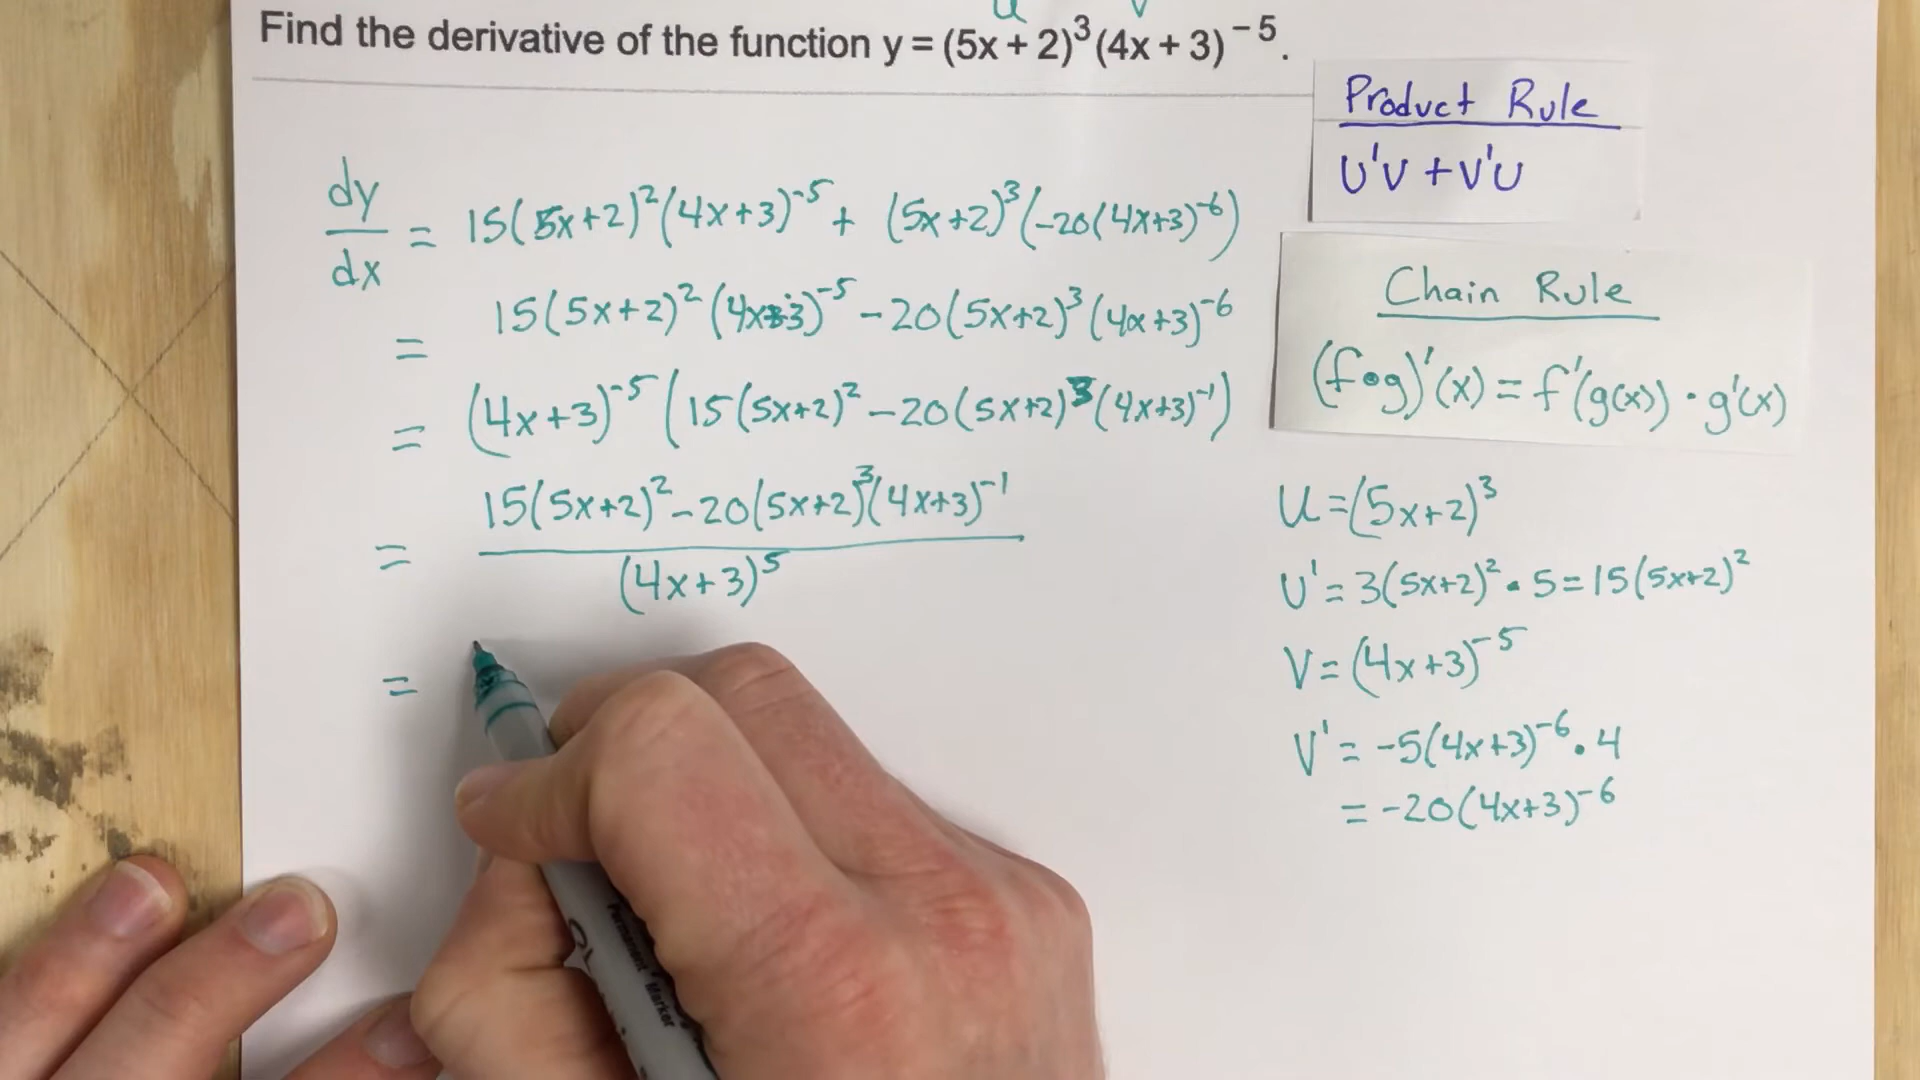 u v
Find the derivative of the function y = (5x + 2)³(4x + 3)⁻⁵.
Product Rule
U'V + V'U
Chain Rule
(f∘g)'(x) = f'(g(x)) · g'(x)
dy/dx = 15(5x+2)²(4x+3)⁻⁵ + (5x+2)³(-20(4x+3)⁻⁶)
= 15(5x+2)²(4x+3)⁻⁵ - 20(5x+2)³(4x+3)⁻⁶
= (4x+3)⁻⁵(15(5x+2)² - 20(5x+2)³(4x+3)⁻¹)
= 15(5x+2)² - 20(5x+2)³(4x+3)⁻¹
(4x+3)⁵
=
U = (5x+2)³
U' = 3(5x+2)² · 5 = 15(5x+2)²
V = (4x+3)⁻⁵
V' = -5(4x+3)⁻⁶ · 4
= -20(4x+3)⁻⁶
Permanent Marker